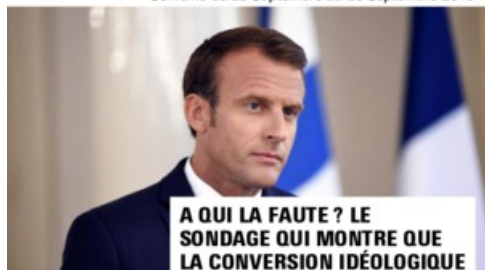 A QUI LA FAUTE ? LE
SONDAGE QUI MONTRE QUE
LA CONVERSION IDÉOLOGIQUE